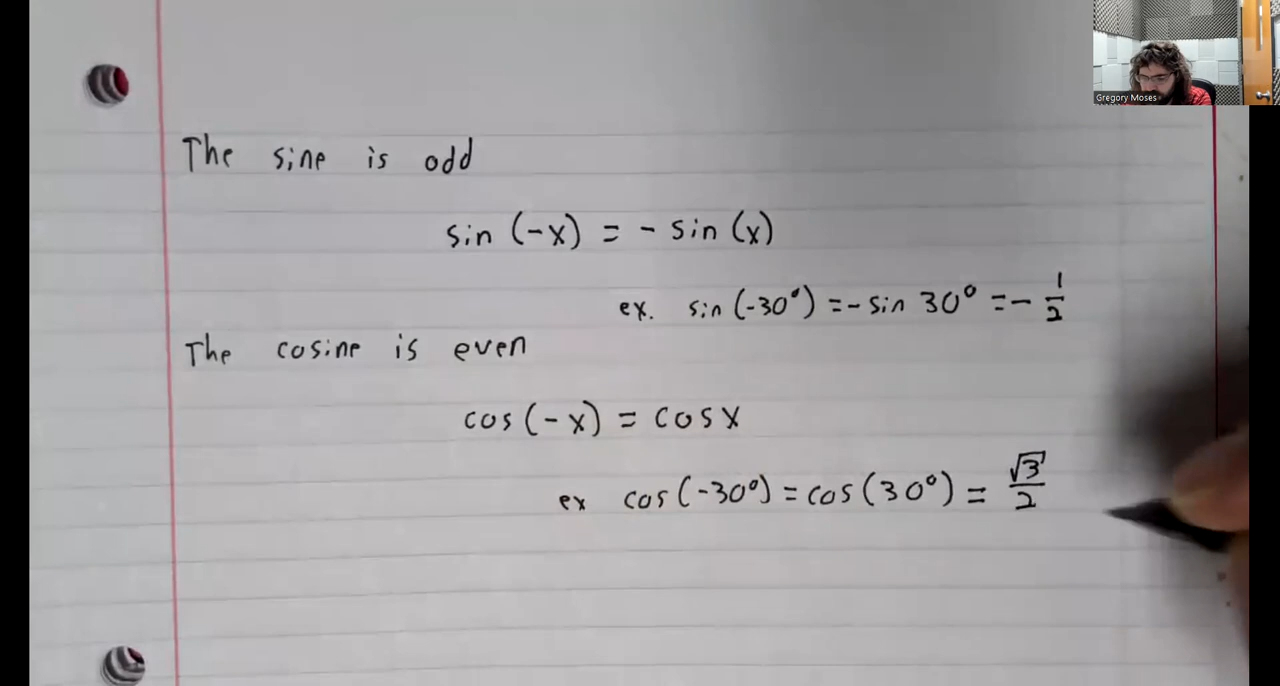 Gregory Moses
The sine is odd
sin (-x) = - sin (x)
ex. sin (-30°) = - sin 30° = - 1/2
The cosine is even
cos (-x) = cos x
ex cos (-30°) = cos (30°) = √3/2